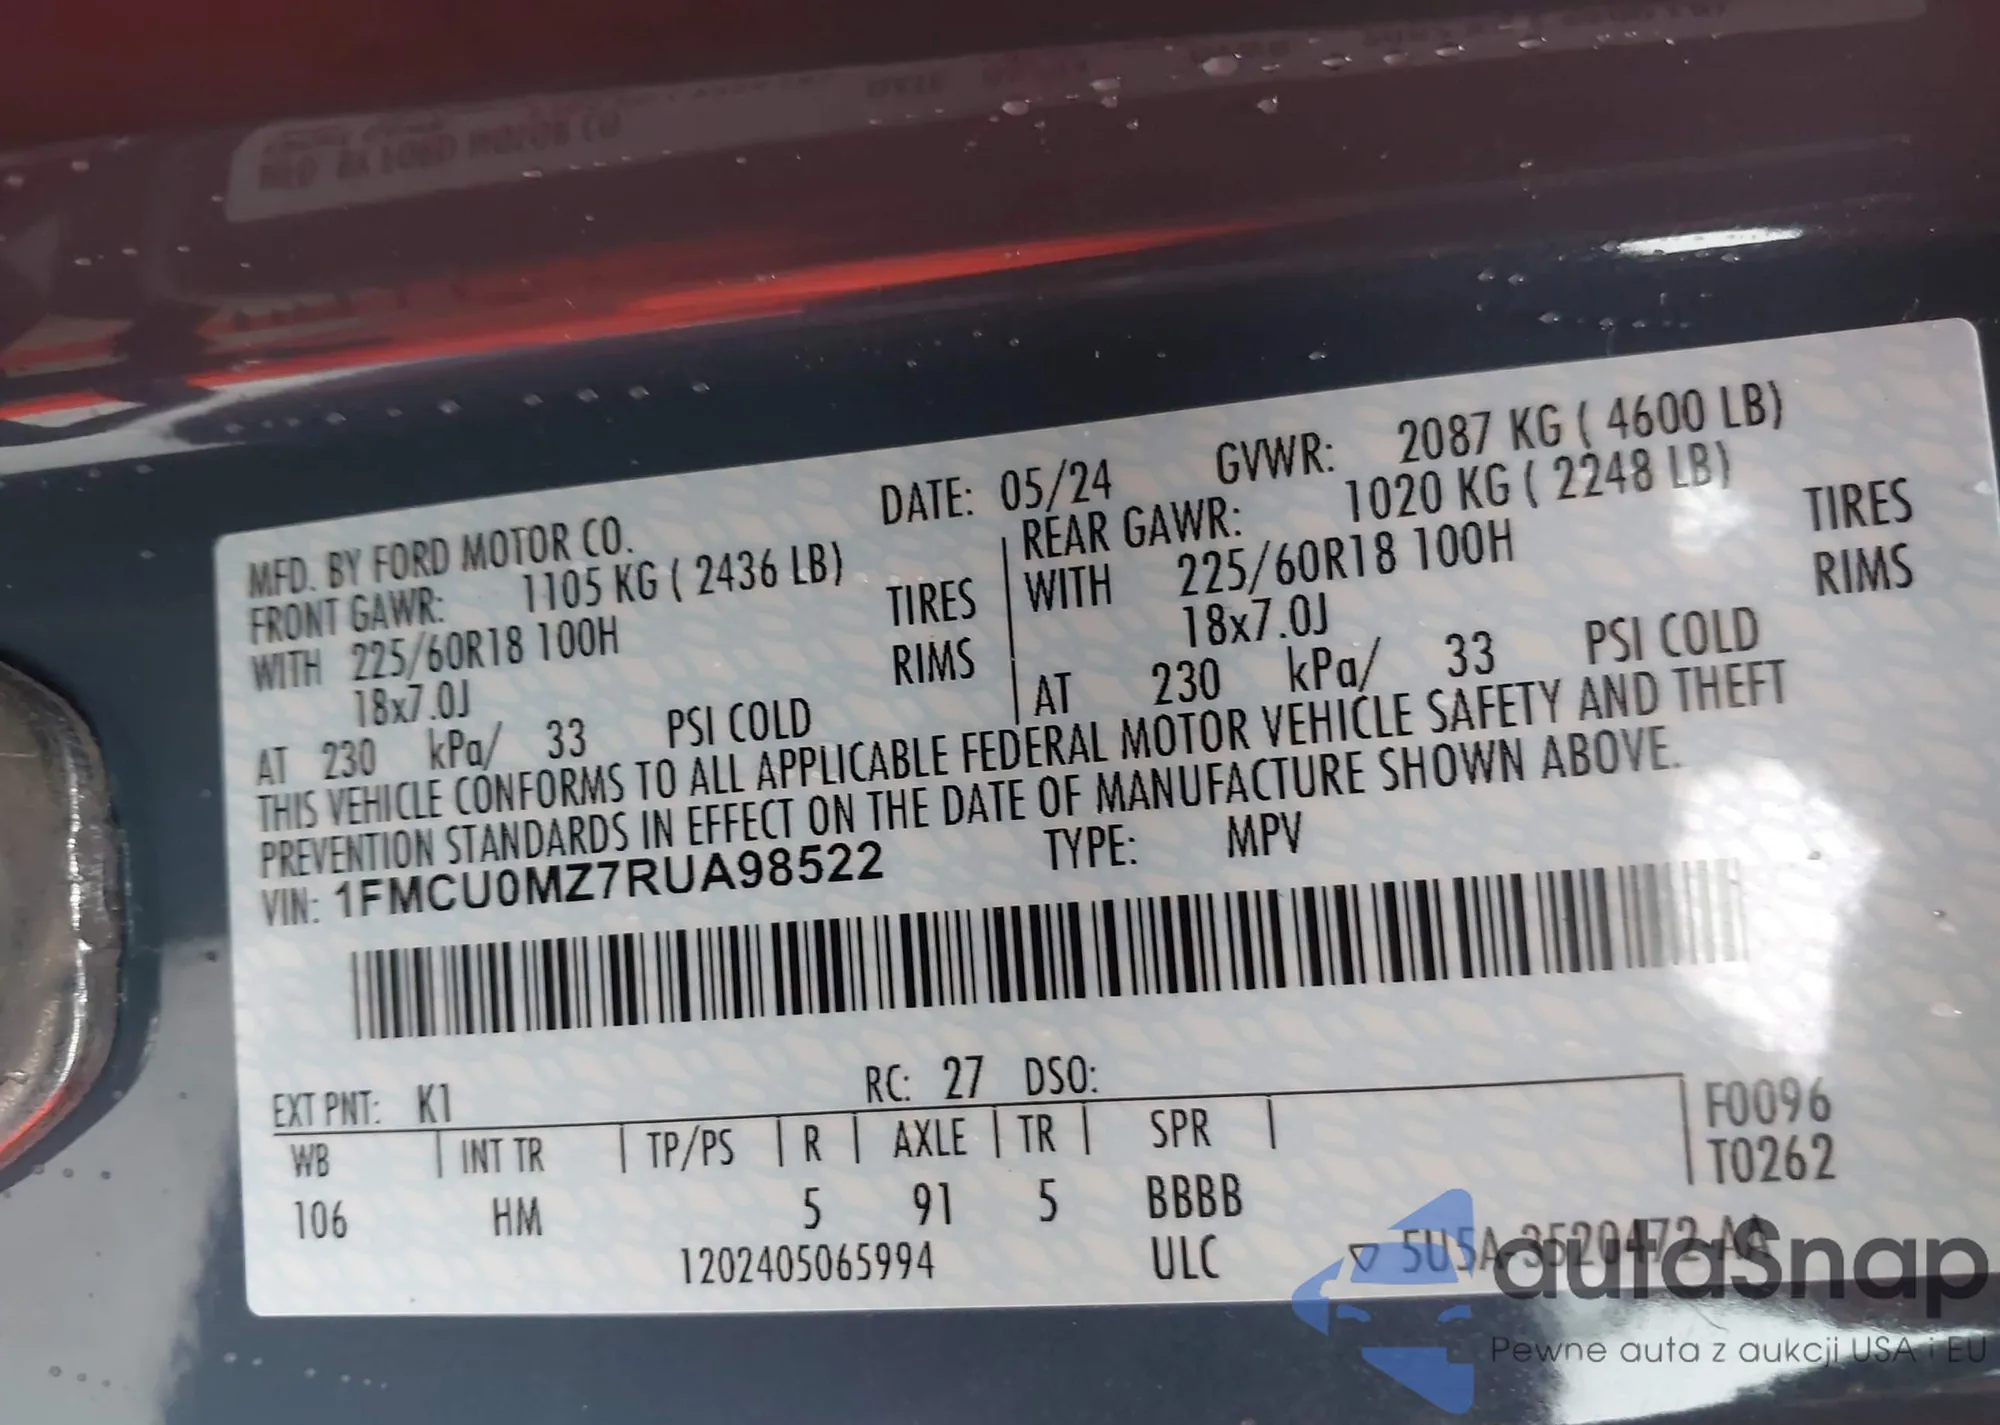 MFD. BY FORD MOTOR CO.
DATE: 05/24
GVWR: 2087 KG ( 4600 LB)
FRONT GAWR: 1105 KG ( 2436 LB)
REAR GAWR: 1020 KG ( 2248 LB)
WITH 225/60R18 100H TIRES
WITH 225/60R18 100H TIRES
18x7.0J RIMS
18x7.0J RIMS
AT 230 kPa/ 33 PSI COLD
AT 230 kPa/ 33 PSI COLD
THIS VEHICLE CONFORMS TO ALL APPLICABLE FEDERAL MOTOR VEHICLE SAFETY AND THEFT
PREVENTION STANDARDS IN EFFECT ON THE DATE OF MANUFACTURE SHOWN ABOVE.
VIN: 1FMCU0MZ7RUA98522
TYPE: MPV
EXT PNT: K1 RC: 27 DSO:
WB INT TR TP/PS R AXLE TR SPR
F0096
T0262
106 HM 5 91 5 BBBB
1202405065994 ULC ▽ 5U5A-3520472-AA
autaSnap
Pewne auta z aukcji USA i EU